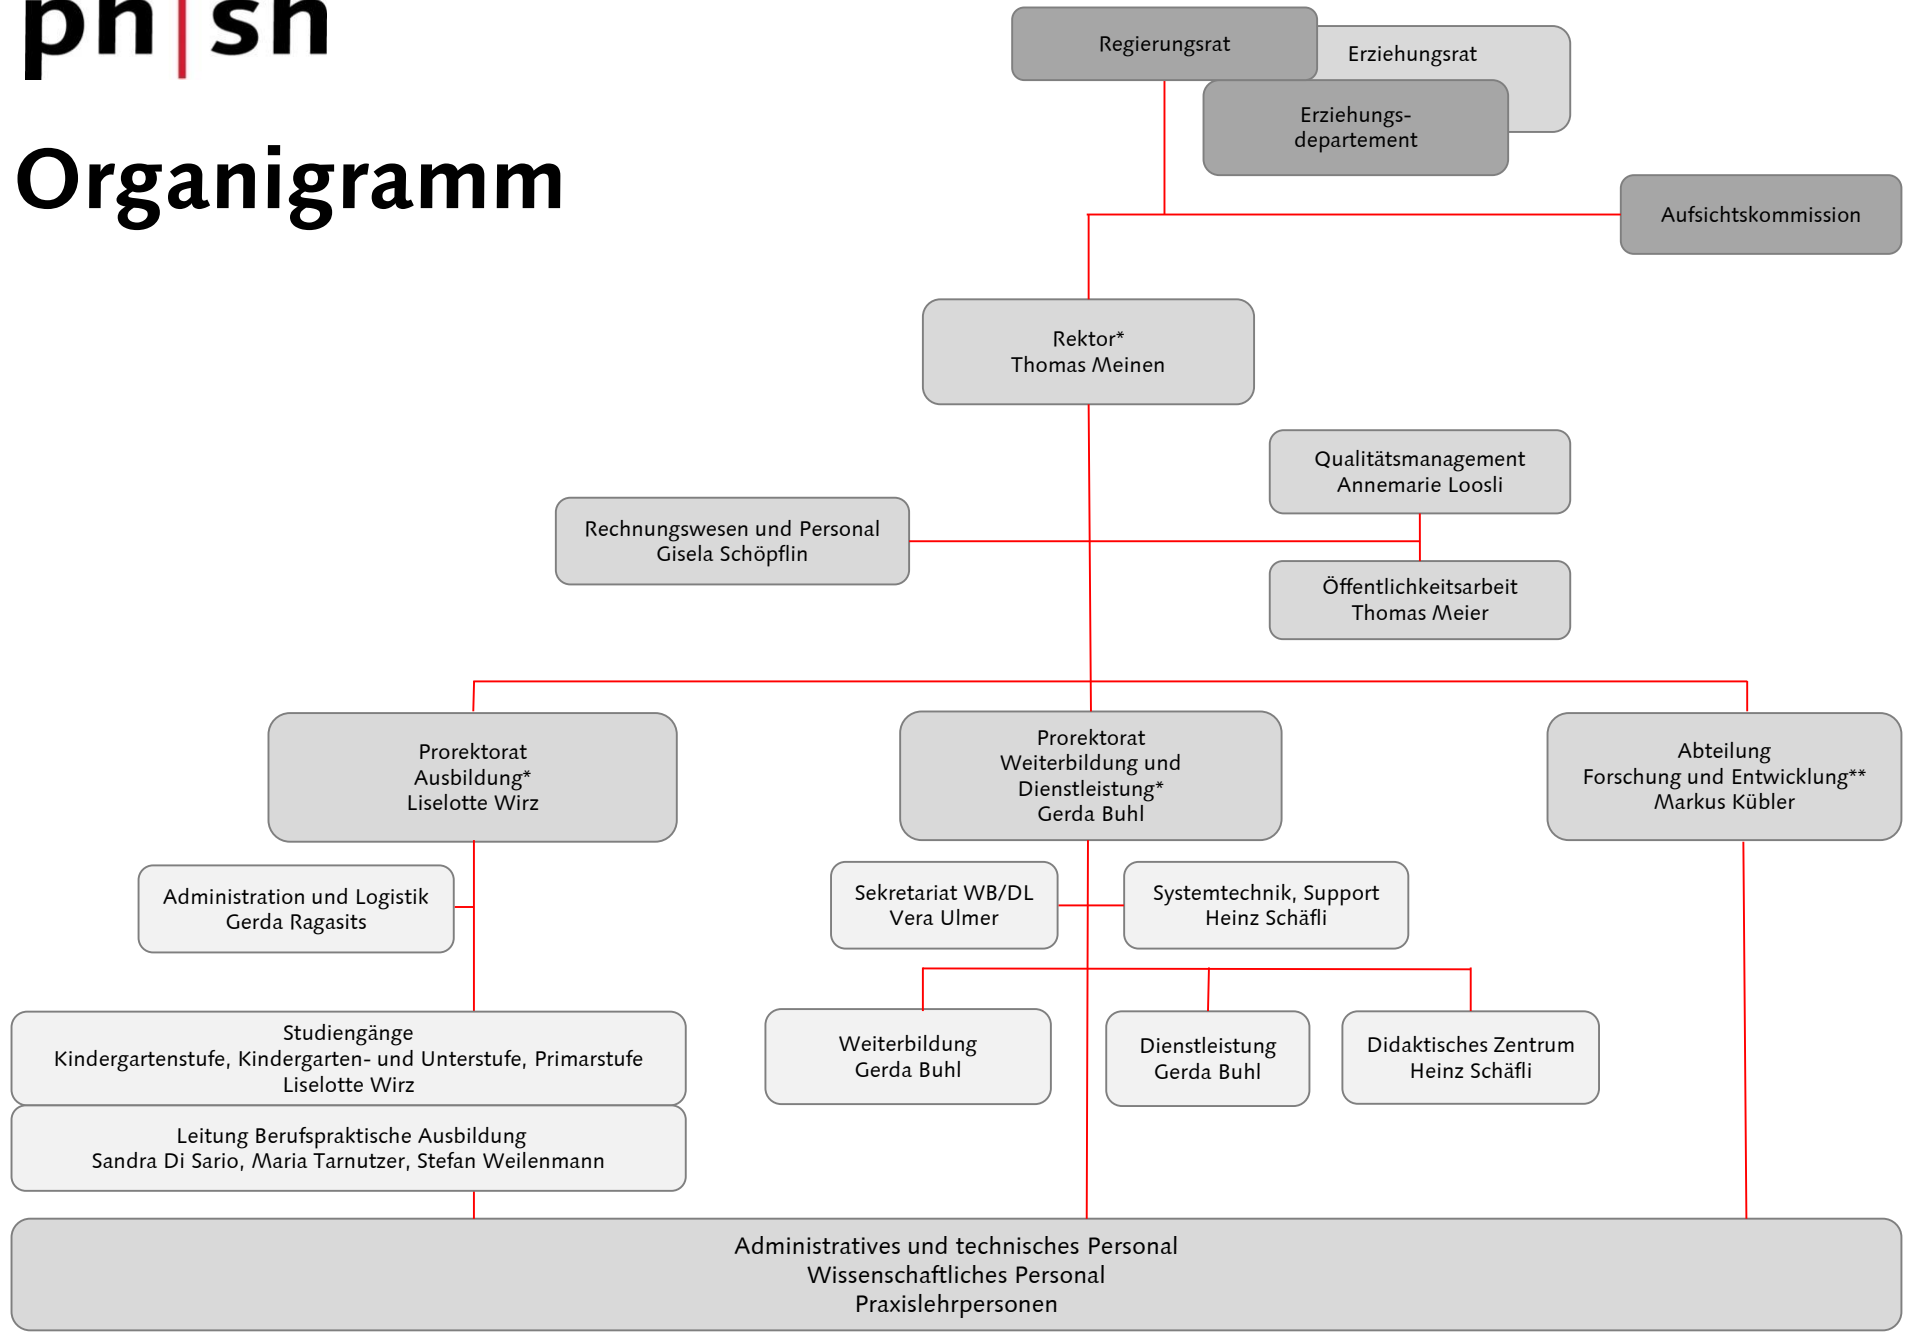 ph|sh
Organigramm
Regierungsrat
Erziehungsrat
Erziehungs-
departement
Aufsichtskommission
Rektor*
Thomas Meinen
Qualitätsmanagement
Annemarie Loosli
Rechnungswesen und Personal
Gisela Schöpflin
Öffentlichkeitsarbeit
Thomas Meier
Prorektorat
Ausbildung*
Liselotte Wirz
Prorektorat
Weiterbildung und
Dienstleistung*
Gerda Buhl
Abteilung
Forschung und Entwicklung**
Markus Kübler
Administration und Logistik
Gerda Ragasits
Sekretariat WB/DL
Vera Ulmer
Systemtechnik, Support
Heinz Schäfli
Studiengänge
Kindergartenstufe, Kindergarten- und Unterstufe, Primarstufe
Liselotte Wirz
Weiterbildung
Gerda Buhl
Dienstleistung
Gerda Buhl
Didaktisches Zentrum
Heinz Schäfli
Leitung Berufspraktische Ausbildung
Sandra Di Sario, Maria Tarnutzer, Stefan Weilenmann
Administratives und technisches Personal
Wissenschaftliches Personal
Praxislehrpersonen